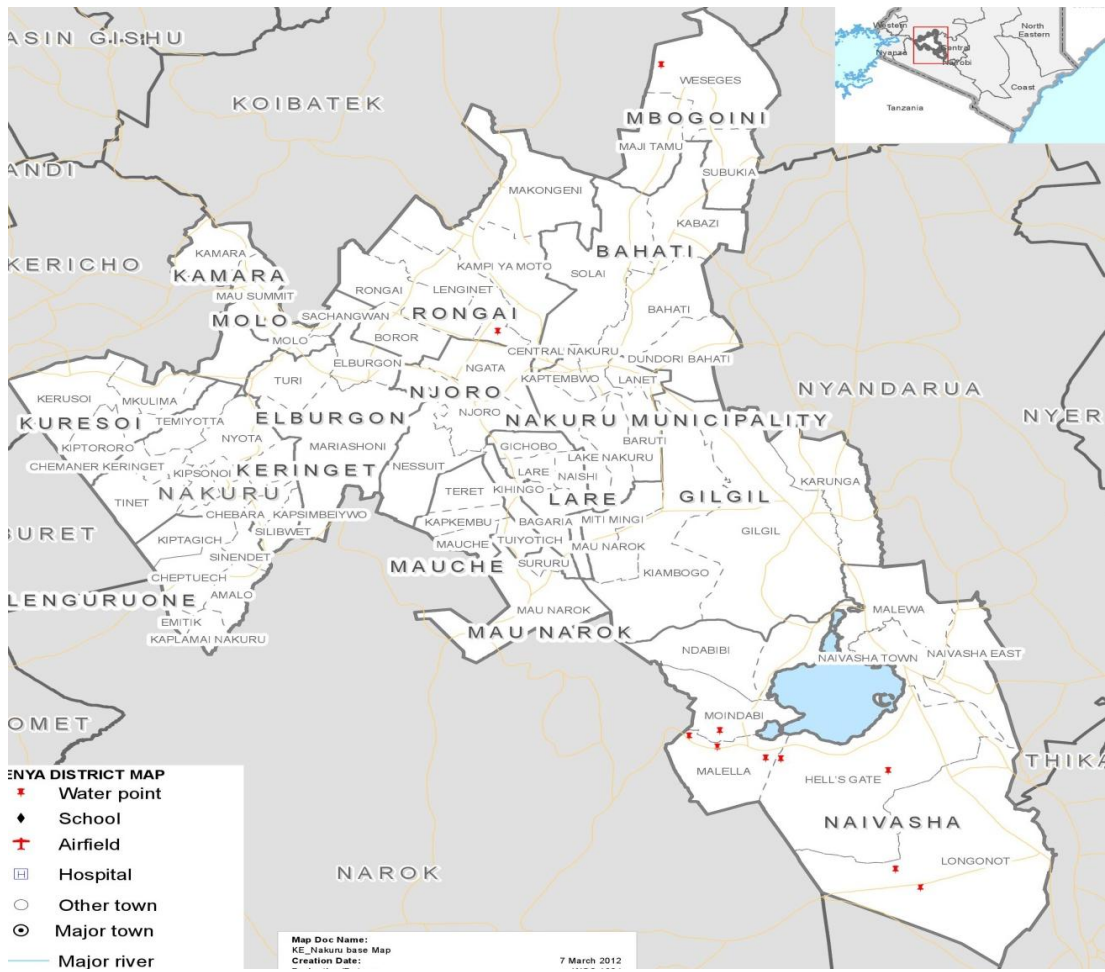 ASIN GISHU
KOIBATEK
Western
North
Eastern
Central
Nyanza
Nairobi
Coast
Tanzania
WESEGES
MBOGOINI
MAJI TAMU
SUBUKIA
ANDI
MAKONGENI
KABAZI
KERICHO
KAMARA
KAMARA
BAHATI
KAMPI YA MOTO
SOLAI
MAU SUMMIT
RONGAI
LENGINET
MOLO
SACHANGWAN
RONGAI
BAHATI
MOLO
BOROR
CENTRAL NAKURU
DUNDORI BAHATI
ELBURGON
NGATA
TURI
KAPTEMBWO
LANET
NYANDARUA
KERUSOI
MKULIMA
NJORO
NYER
KURESOI
TEMIYOTTA
ELBURGON
NJORO
NAKURU MUNICIPALITY
KIPTORORO
NYOTA
MARIASHONI
GICHOBO
BARUTI
CHEMANER KERINGET
KIPSONOI
KERINGET
NESSUIT
LARE
LAKE NAKURU
NAISHI
KARUNGA
TINET
NAKURU
TERET
KIHINGO
LARE
GILGIL
CHEBARA
KAPSIMBEIYWO
KAPKEMBU
BAGARIA
MITI MINGI
GILGIL
BURET
SILIBWET
KIPTAGICH
MAUCHE
TUIYOTICH
MAU NAROK
SINENDET
MAUCHE
SURURU
KIAMBOGO
CHEPTUECH
LENGURUONE
AMALO
MAU NAROK
MALEWA
EMITIK
MAU NAROK
KAPLAMAI NAKURU
NDABIBI
NAIVASHA TOWN
NAIVASHA EAST
OMET
MOINDABI
THIKA
MALELLA
HELL'S GATE
NAIVASHA
LONGONOT
NAROK
ENYA DISTRICT MAP
Water point
School
Airfield
H
Hospital
Other town
Major town
Major river
Map Doc Name:
KE_Nakuru base Map
Creation Date:
7 March 2012